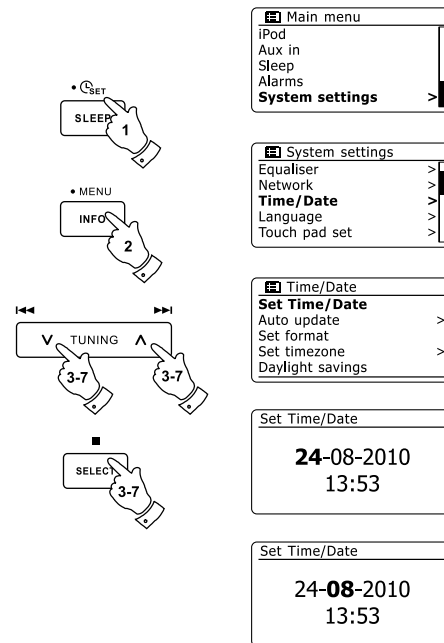 • SET
SLEEP
1
• MENU
INFO
2
TUNING
3-7
3-7
SELECT
3-7
Main menu
iPod
Aux in
Sleep
Alarms
System settings >
System settings
Equaliser >
Network >
Time/Date >
Language >
Touch pad set >
Time/Date
Set Time/Date
Auto update >
Set format
Set timezone >
Daylight savings
Set Time/Date
24-08-2010
13:53
Set Time/Date
24-08-2010
13:53